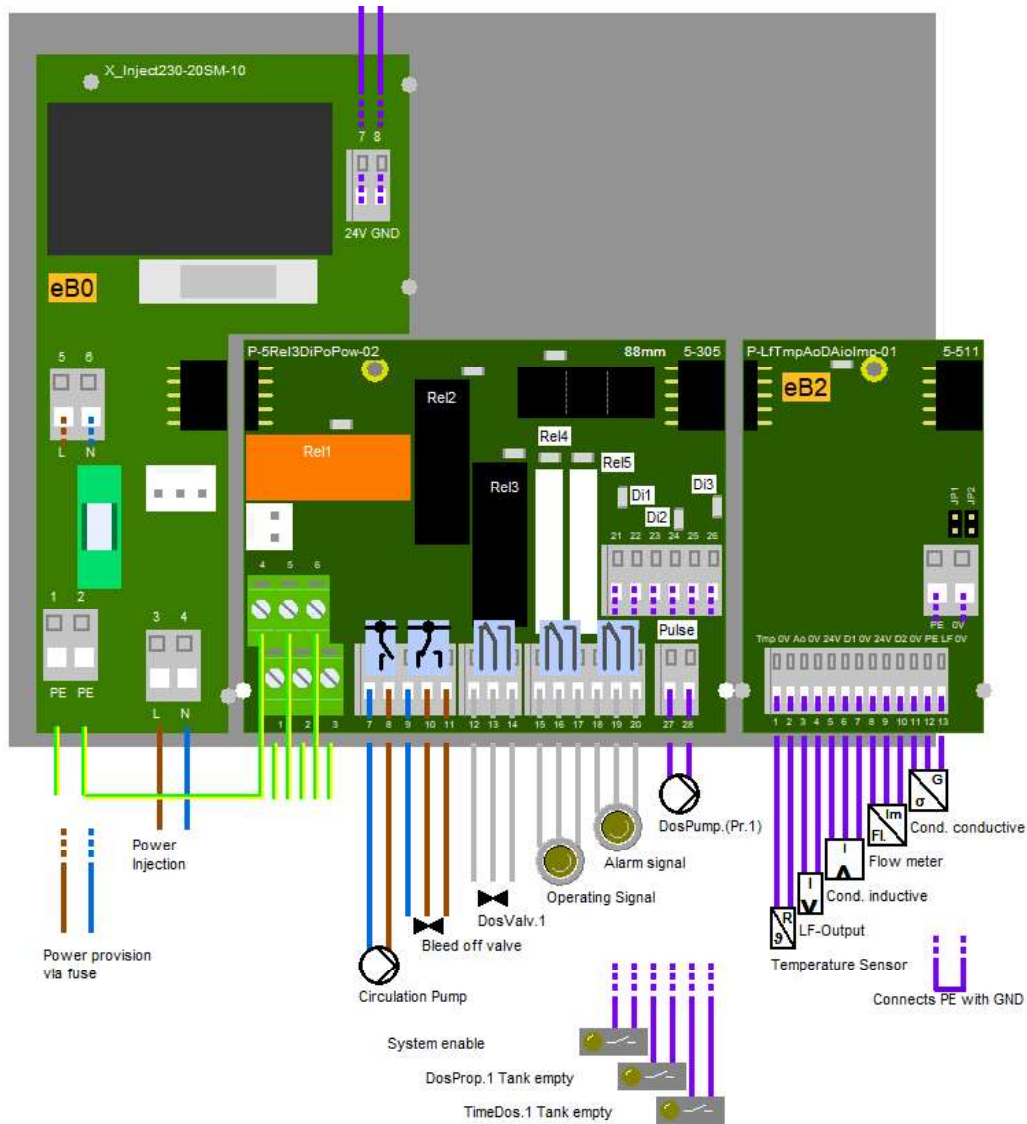 X_Inject230-20SM-10
7 8
24V GND
eB0
5 6
L N
P-5Rel3DiPoPow-02 88mm 5-305
P-LfTmpAoDAioImp-01 5-511
eB2
Rel1
Rel2
Rel3
Rel4
Rel5
Di1
Di2
Di3
21 22 23 24 25 26
JP1
JP2
4 5 6
1 2
PE PE
3 4
L N
Pulse
PE 0V
Tmp 0V Ao 0V 24V D1 0V 24V D2 0V PE LF 0V
1 2 3
7 8 9 10 11
12 13 14
15 16 17 18 19 20
27 28
1 2 3 4 5 6 7 8 9 10 11 12 13
G
σ
Cond. conductive
Im
Fl.
Flow meter
I
Cond. inductive
I
LF-Output
R
ϑ
Temperature Sensor
DosPump.(Pr.1)
Alarm signal
Operating Signal
DosValv.1
Bleed off valve
Circulation Pump
Power
Injection
Power provision
via fuse
Connects PE with GND
System enable
DosProp.1 Tank empty
TimeDos.1 Tank empty